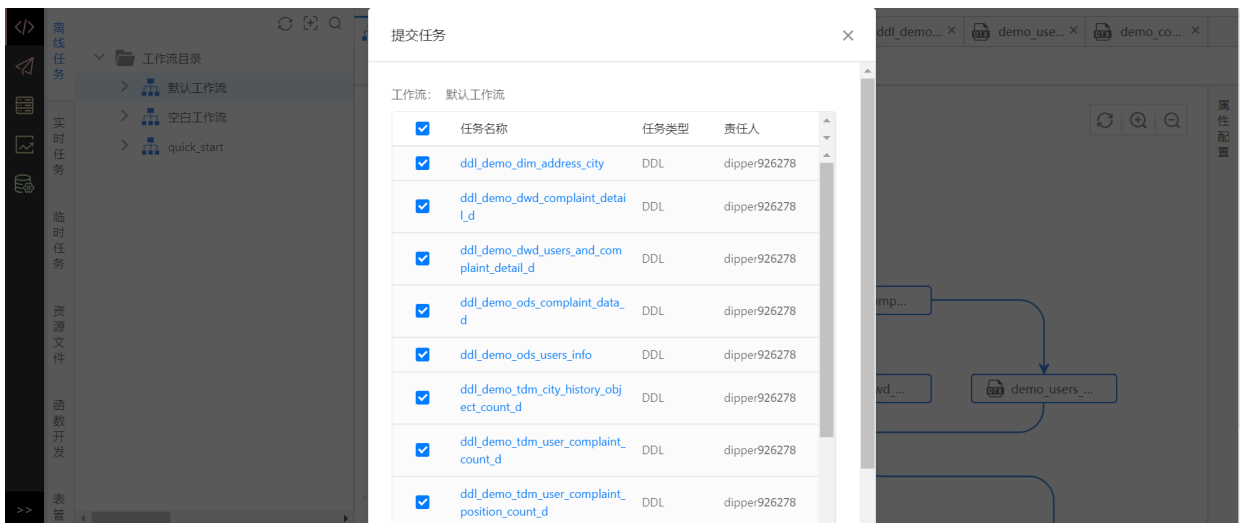 离线任务
实时任务
临时任务
资源文件
函数开发
表管
>>
工作流目录
默认工作流
空白工作流
quick_start
提交任务
工作流： 默认工作流
任务名称 任务类型 责任人
ddl_demo_dim_address_city DDL dipper926278
ddl_demo_dwd_complaint_detai
l_d
DDL dipper926278
ddl_demo_dwd_users_and_com
plaint_detail_d
DDL dipper926278
ddl_demo_ods_complaint_data_
d
DDL dipper926278
ddl_demo_ods_users_info DDL dipper926278
ddl_demo_tdm_city_history_obj
ect_count_d
DDL dipper926278
ddl_demo_tdm_user_complaint_
count_d
DDL dipper926278
ddl_demo_tdm_user_complaint_
position_count_d
DDL dipper926278
ddl_demo...
demo_use...
demo_co...
omp...
wd_...
demo_users_...
属性配置